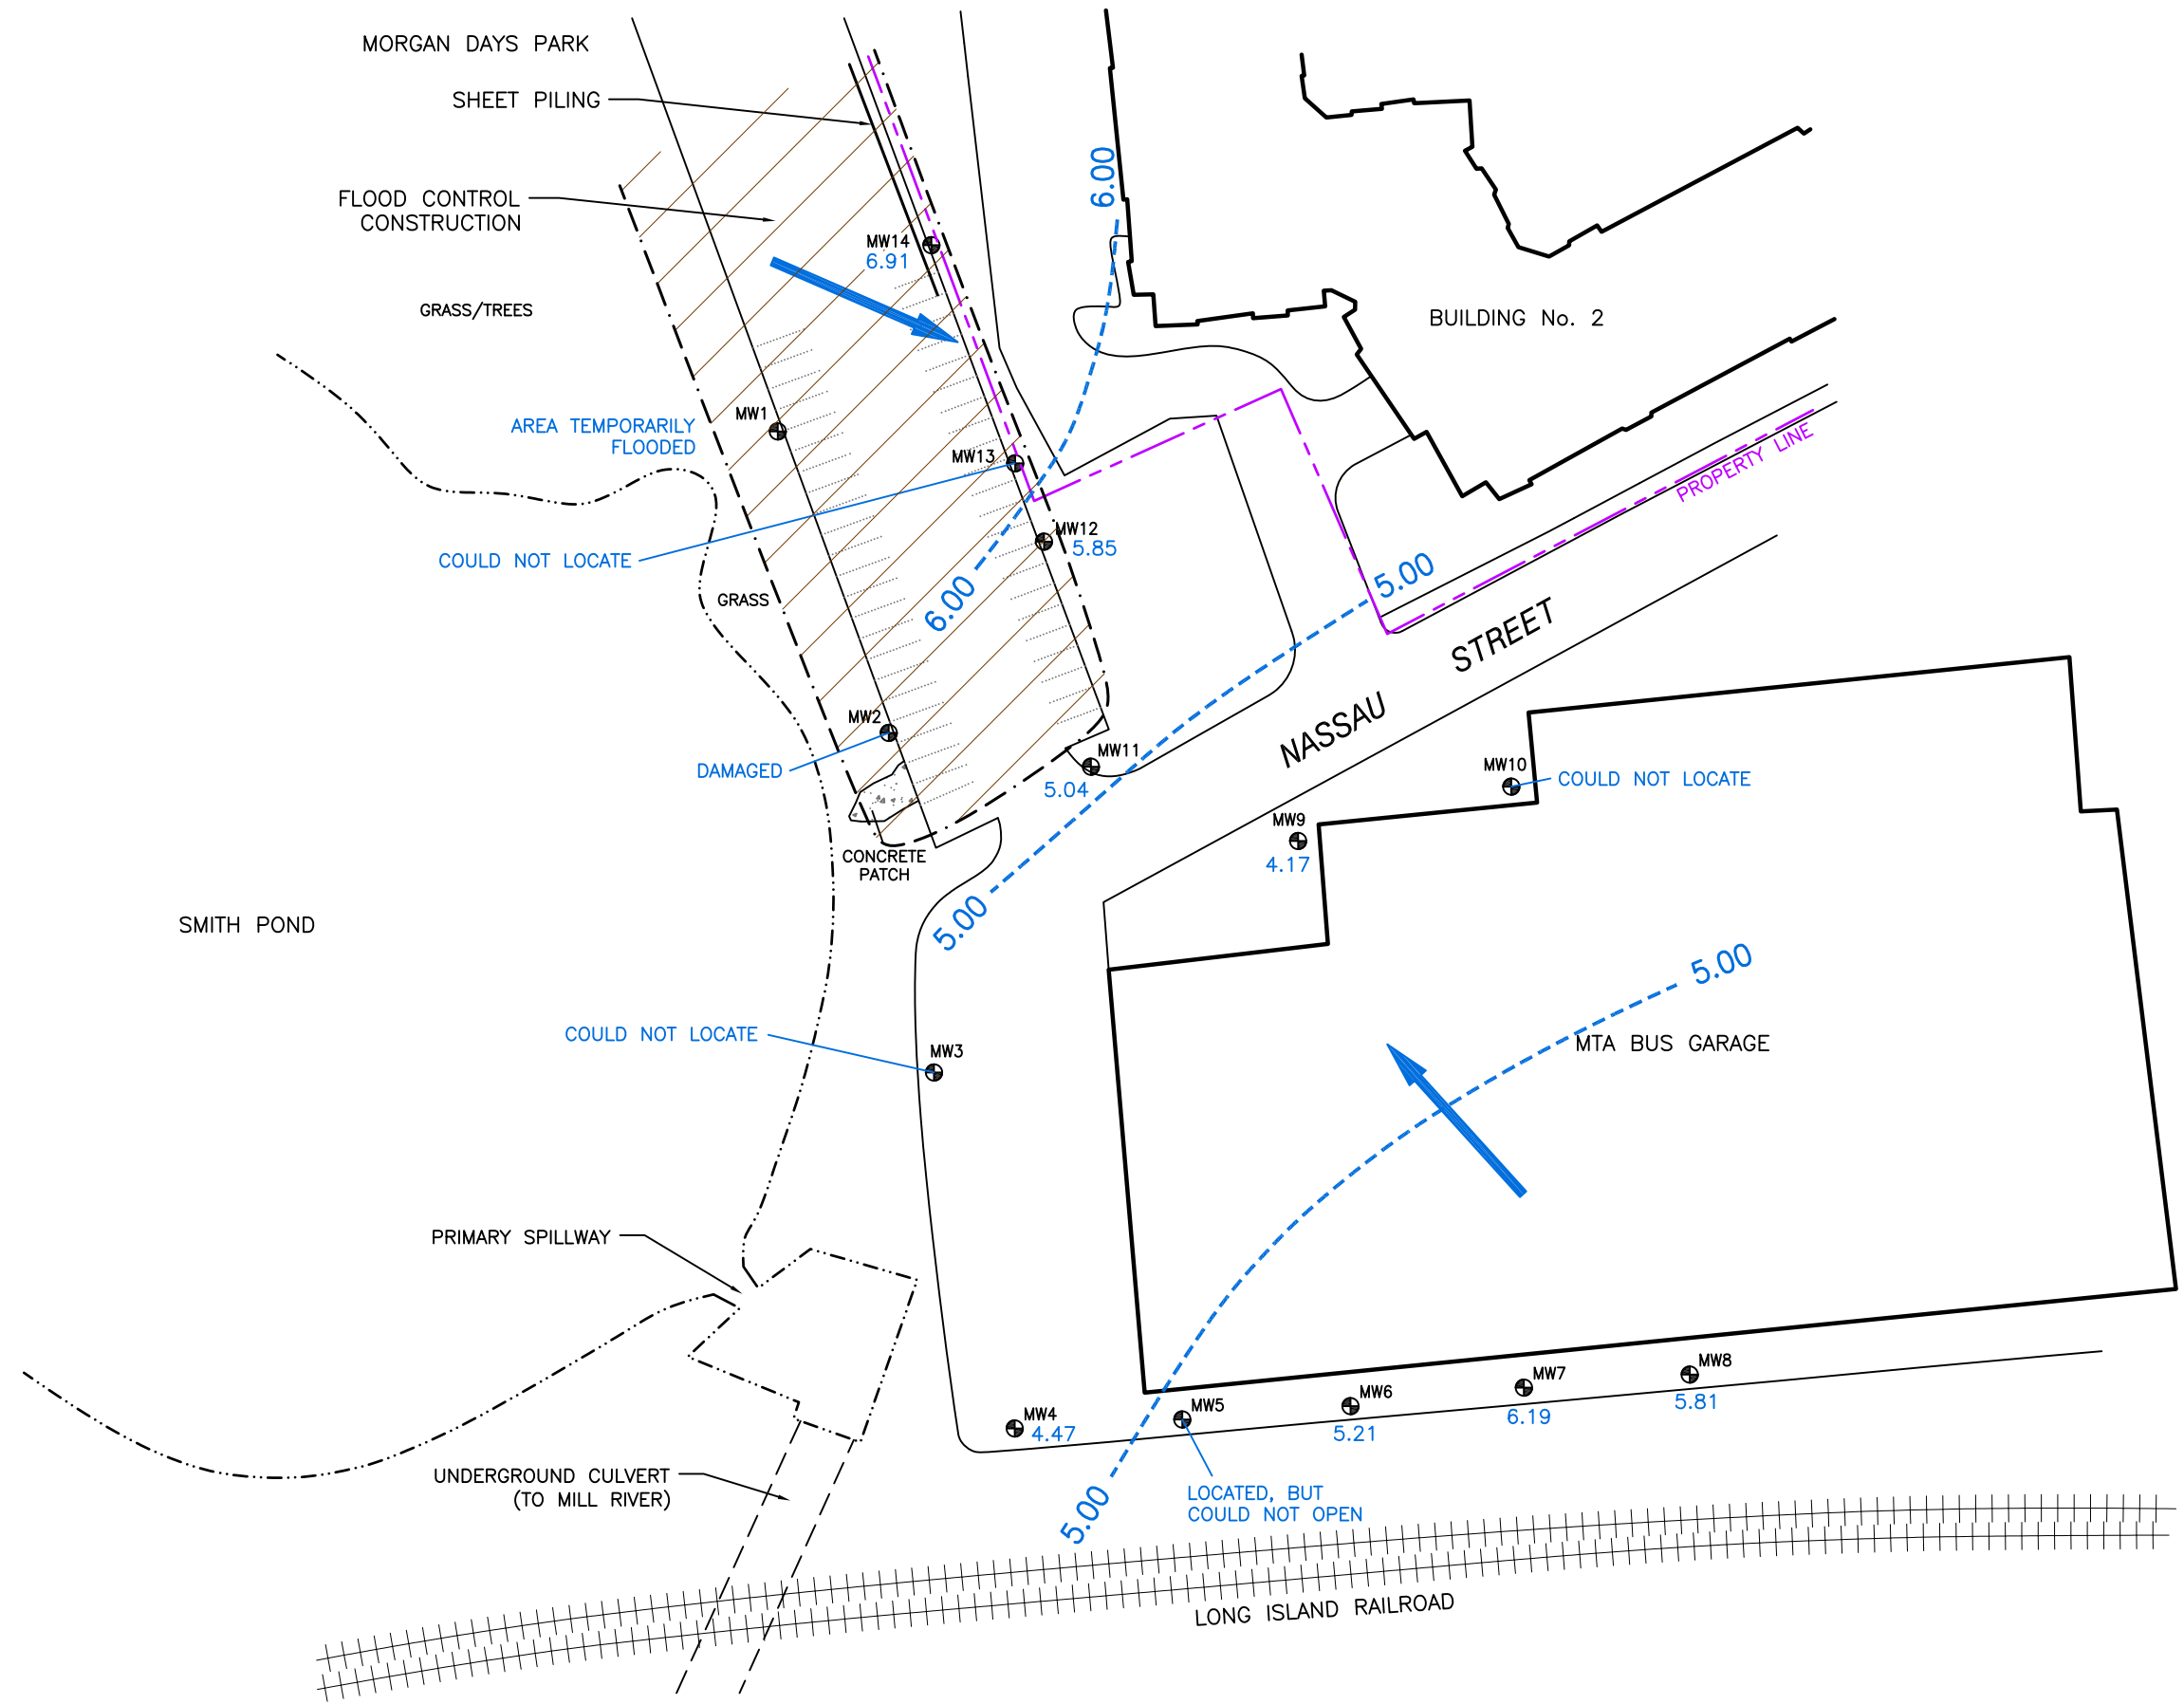 MORGAN DAYS PARK
SHEET PILING
FLOOD CONTROL
CONSTRUCTION
6.00
MW14
6.91
GRASS/TREES
BUILDING No. 2
AREA TEMPORARILY
FLOODED
MW1
MW13
PROPERTY LINE
COULD NOT LOCATE
MW12
5.85
5.00
6.00
GRASS
NASSAU STREET
MW2
DAMAGED
MW11
5.04
MW10
COULD NOT LOCATE
MW9
4.17
CONCRETE
PATCH
SMITH POND
5.00
5.00
COULD NOT LOCATE
MW3
MTA BUS GARAGE
PRIMARY SPILLWAY
MW4
4.47
MW5
MW6
5.21
MW7
6.19
MW8
5.81
UNDERGROUND CULVERT
(TO MILL RIVER)
5.00
LOCATED, BUT
COULD NOT OPEN
LONG ISLAND RAILROAD